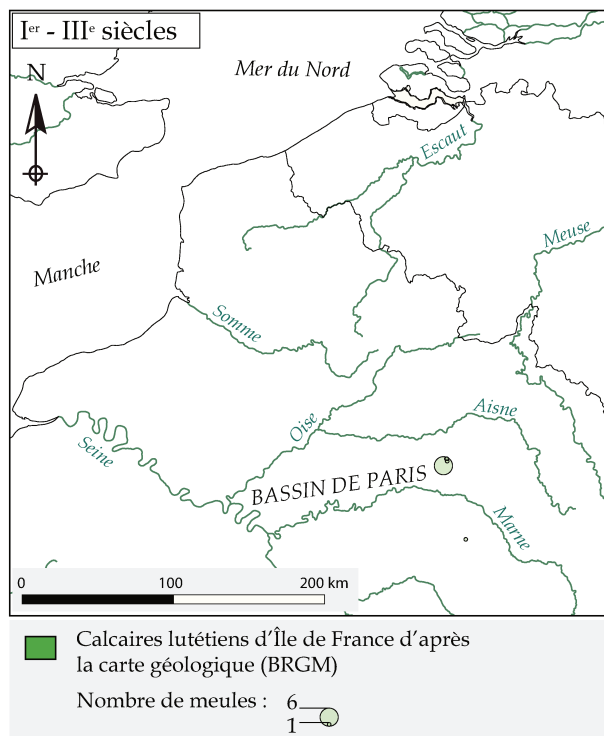 Iᵉʳ - IIIᵉ siècles
N
Mer du Nord
Escaut
Meuse
Manche
Somme
Oise
Aisne
Seine
BASSIN DE PARIS
Marne
0 100 200 km
Calcaires lutétiens d'Île de France d'après
la carte géologique (BRGM)
Nombre de meules : 6
1